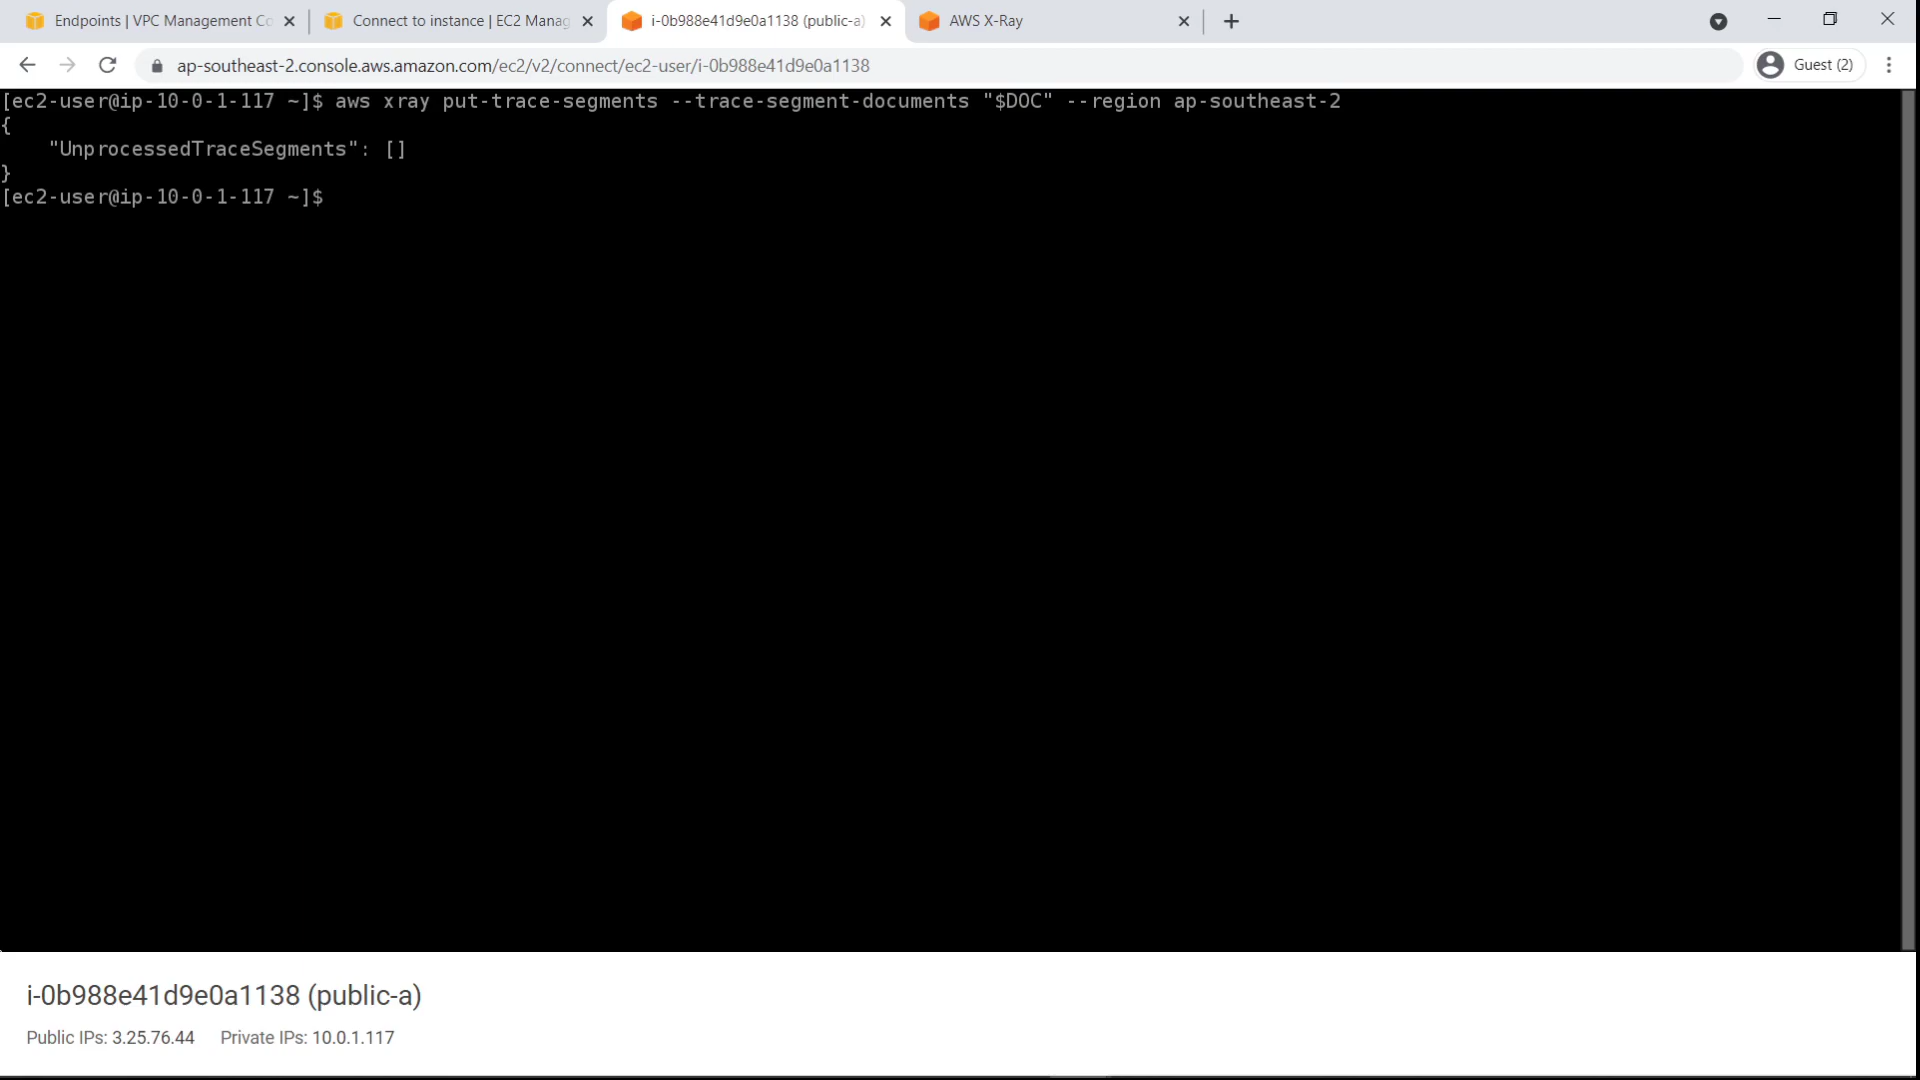 Endpoints | VPC Management Co
Connect to instance | EC2 Manag
i-0b988e41d9e0a1138 (public-a)
AWS X-Ray
ap-southeast-2.console.aws.amazon.com/ec2/v2/connect/ec2-user/i-0b988e41d9e0a1138
Guest (2)
[ec2-user@ip-10-0-1-117 ~]$ aws xray put-trace-segments --trace-segment-documents "$DOC" --region ap-southeast-2
{
"UnprocessedTraceSegments": []
}
[ec2-user@ip-10-0-1-117 ~]$
i-0b988e41d9e0a1138 (public-a)
Public IPs: 3.25.76.44 Private IPs: 10.0.1.117